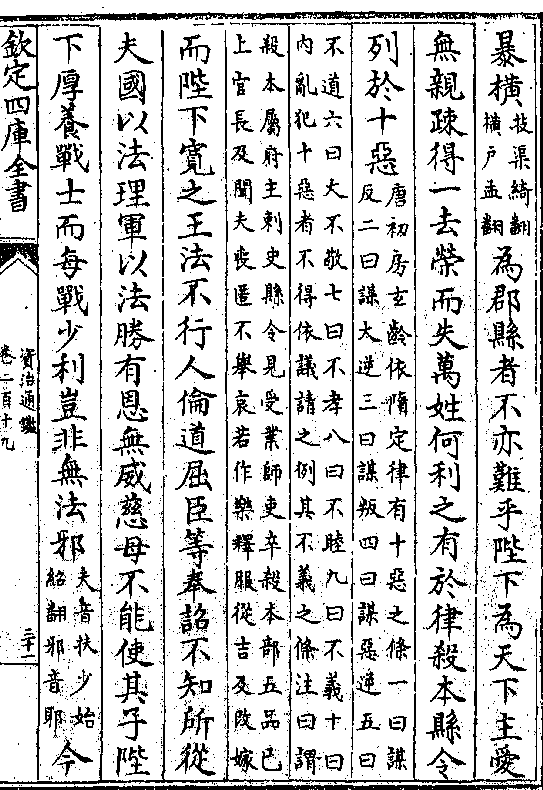 暴橫技渠綺翻橫戶孟翻為郡縣者不亦難乎陛下為天下主愛
無親疎得一去榮而失萬姓何利之有於律殺本縣令
列於十惡唐初房玄齡依隋定律有十惡之條一曰謀
反二曰謀大逆三曰謀叛四曰謀惡逆五曰
不道六曰大不敬七曰不孝八曰不睦九曰不義十曰
內亂犯十惡者不得依議請之例其不義之條注曰謂
殺本屬府主刺史縣令見受業師吏卒殺本部五品已
上官長及聞夫喪匿不舉哀若作樂釋服從吉及改嫁
而陛下寬之王法不行人倫道屈臣等奉詔不知所從
夫國以法理軍以法勝有恩無威慈母不能使其子陛
下厚養戰士而每戰少利豈非無法邪夫音扶少始紹翻邪音耶今
欽定四庫全書
資治通鑑
卷二百十九
三十一